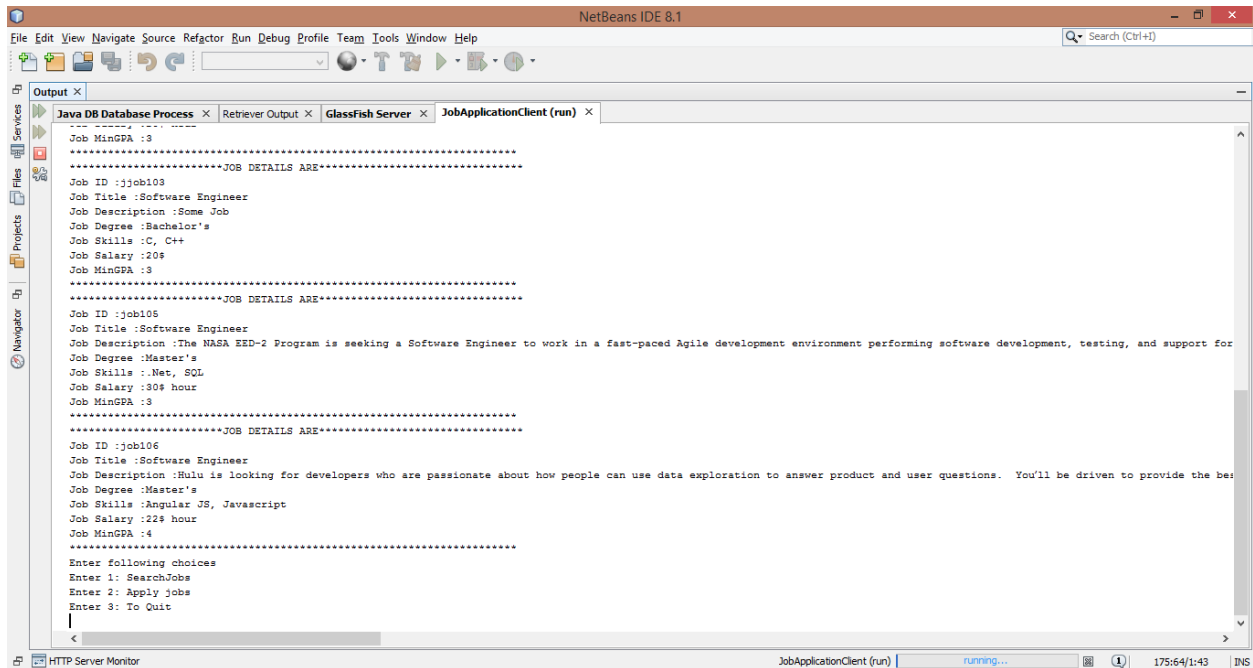 NetBeans IDE 8.1
File Edit View Navigate Source Refactor Run Debug Profile Team Tools Window Help
Search (Ctrl+I)
Output
Java DB Database Process Retriever Output GlassFish Server JobApplicationClient (run)
Services
Files
Projects
Navigator
Job MinGPA :3
**********************************************************************
************************JOB DETAILS ARE********************************
Job ID :jjob103
Job Title :Software Engineer
Job Description :Some Job
Job Degree :Bachelor's
Job Skills :C, C++
Job Salary :20$
Job MinGPA :3
**********************************************************************
************************JOB DETAILS ARE********************************
Job ID :job105
Job Title :Software Engineer
Job Description :The NASA EED-2 Program is seeking a Software Engineer to work in a fast-paced Agile development environment performing software development, testing, and support for
Job Degree :Master's
Job Skills :.Net, SQL
Job Salary :30$ hour
Job MinGPA :3
**********************************************************************
************************JOB DETAILS ARE********************************
Job ID :job106
Job Title :Software Engineer
Job Description :Hulu is looking for developers who are passionate about how people can use data exploration to answer product and user questions.  You'll be driven to provide the bes
Job Degree :Master's
Job Skills :Angular JS, Javascript
Job Salary :22$ hour
Job MinGPA :4
**********************************************************************
Enter following choices
Enter 1: SearchJobs
Enter 2: Apply jobs
Enter 3: To Quit
HTTP Server Monitor
JobApplicationClient (run) running... 1 175:64/1:43 INS